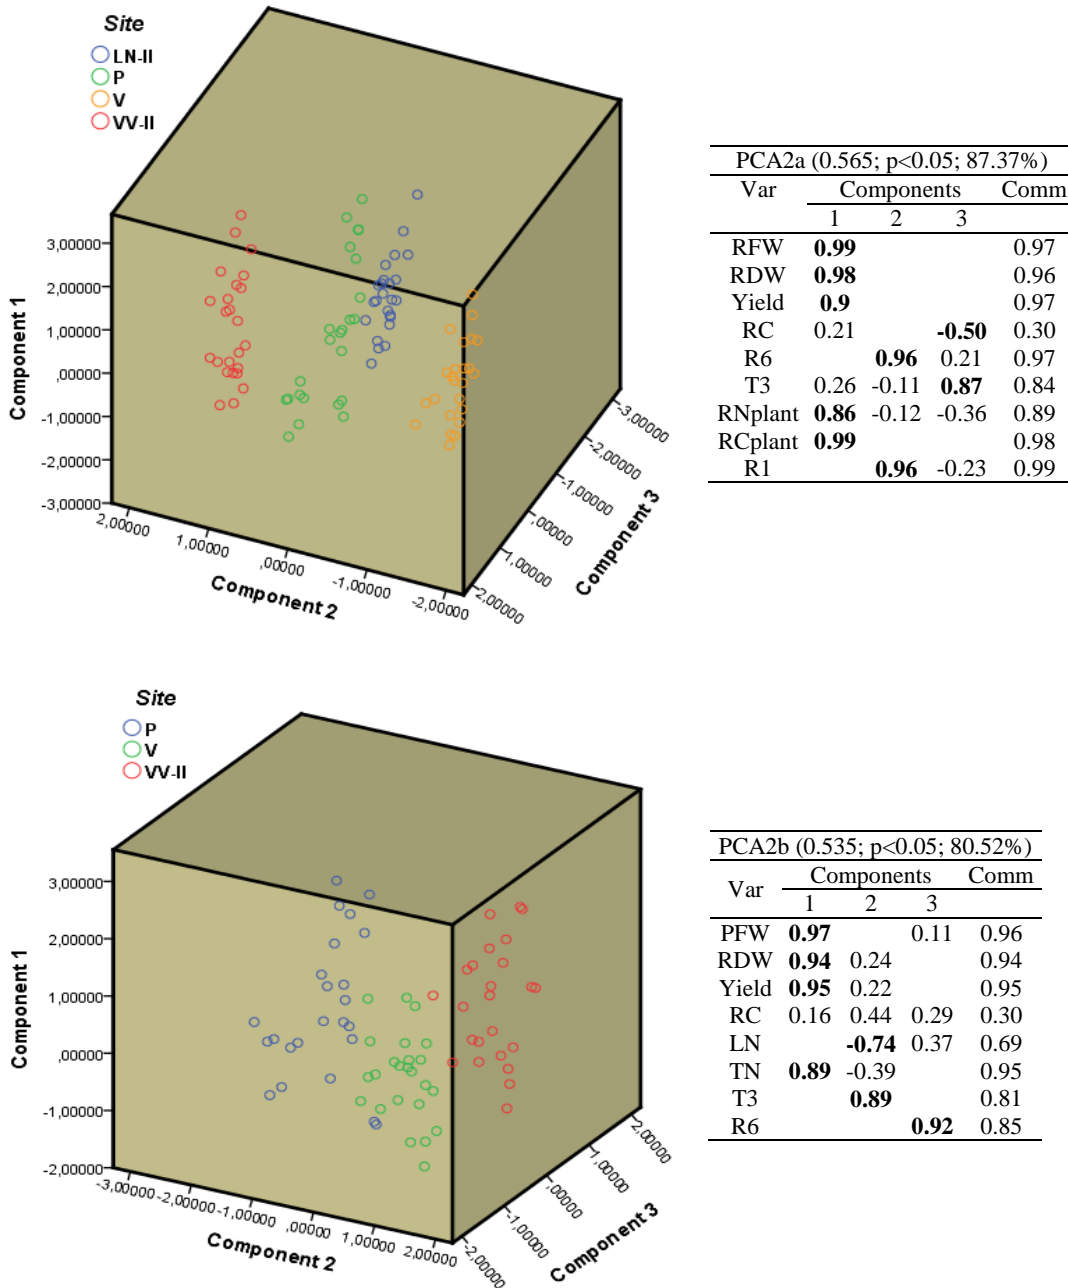 Site
LN-II
P
V
VV-II
Component 1
3,00000
2,00000
1,00000
,00000
-1,00000
-2,00000
-3,00000
2,00000
1,00000
,00000
-1,00000
-2,00000
Component 2
-3,00000
-2,00000
-1,00000
,00000
1,00000
2,00000
Component 3
PCA2a (0.565; p<0.05; 87.37%)
Var Components Comm
1 2 3
RFW 0.99 0.97
RDW 0.98 0.96
Yield 0.9 0.97
RC 0.21 -0.50 0.30
R6 0.96 0.21 0.97
T3 0.26 -0.11 0.87 0.84
RNplant 0.86 -0.12 -0.36 0.89
RCplant 0.99 0.98
R1 0.96 -0.23 0.99
Site
P
V
VV-II
Component 1
3,00000
2,00000
1,00000
,00000
-1,00000
-2,00000
-3,00000
-2,00000
-1,00000
,00000
1,00000
2,00000
Component 2
2,00000
1,00000
,00000
-1,00000
-2,00000
Component 3
PCA2b (0.535; p<0.05; 80.52%)
Var Components Comm
1 2 3
PFW 0.97 0.11 0.96
RDW 0.94 0.24 0.94
Yield 0.95 0.22 0.95
RC 0.16 0.44 0.29 0.30
LN -0.74 0.37 0.69
TN 0.89 -0.39 0.95
T3 0.89 0.81
R6 0.92 0.85